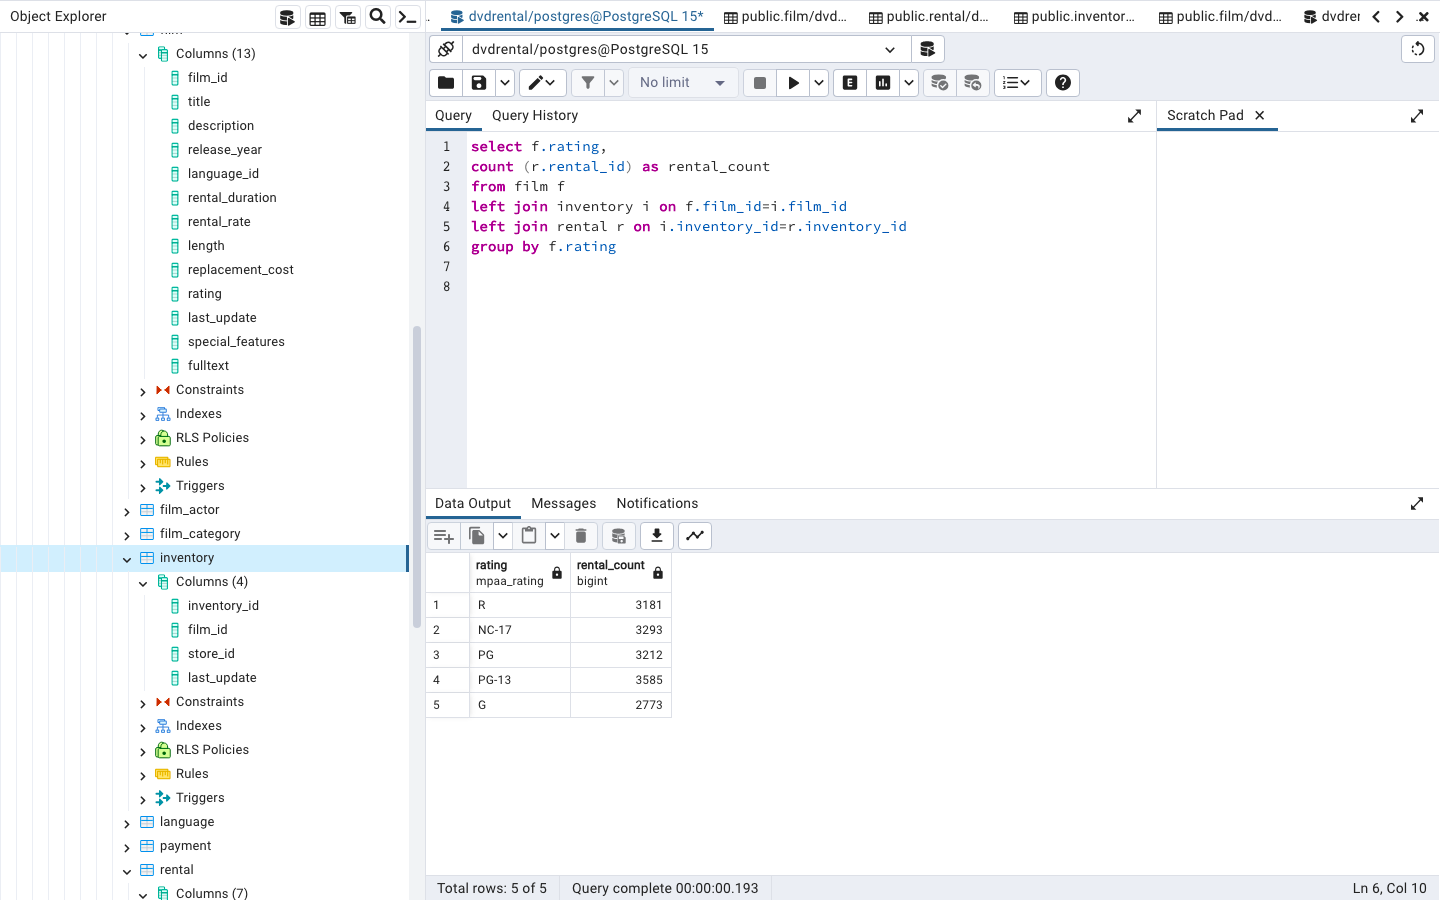 Object Explorer
dvdrental/postgres@PostgreSQL 15*
public.film/dvd...
public.rental/d...
public.inventor...
public.film/dvd...
dvdrer
dvdrental/postgres@PostgreSQL 15
No limit
E
Query
Query History
Scratch Pad
1 select f.rating,
2 count (r.rental_id) as rental_count
3 from film f
4 left join inventory i on f.film_id=i.film_id
5 left join rental r on i.inventory_id=r.inventory_id
6 group by f.rating
7
8
Columns (13)
film_id
title
description
release_year
language_id
rental_duration
rental_rate
length
replacement_cost
rating
last_update
special_features
fulltext
Constraints
Indexes
RLS Policies
Rules
Triggers
film_actor
film_category
inventory
Columns (4)
inventory_id
film_id
store_id
last_update
Constraints
Indexes
RLS Policies
Rules
Triggers
language
payment
rental
Columns (7)
Data Output
Messages
Notifications
rating rental_count
mpaa_rating bigint
1 R 3181
2 NC-17 3293
3 PG 3212
4 PG-13 3585
5 G 2773
Total rows: 5 of 5
Query complete 00:00:00.193
Ln 6, Col 10